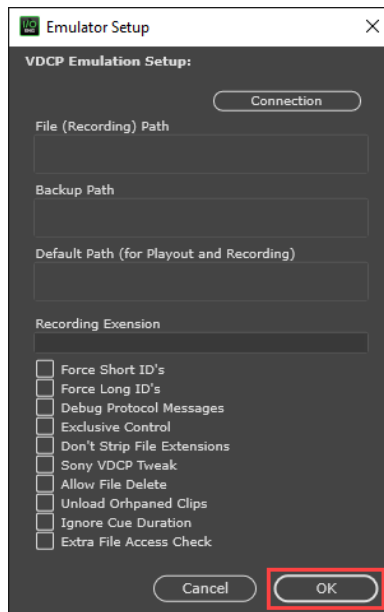 I/O
Emulator Setup
VDCP Emulation Setup:
Connection
File (Recording) Path
Backup Path
Default Path (for Playout and Recording)
Recording Exension
Force Short ID's
Force Long ID's
Debug Protocol Messages
Exclusive Control
Don't Strip File Extensions
Sony VDCP Tweak
Allow File Delete
Unload Orhpaned Clips
Ignore Cue Duration
Extra File Access Check
Cancel
OK